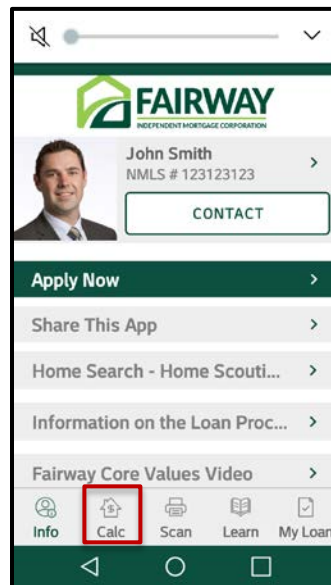 FAIRWAY
INDEPENDENT MORTGAGE CORPORATION
John Smith
NMLS # 123123123
CONTACT
Apply Now
Share This App
Home Search - Home Scouti...
Information on the Loan Proc...
Fairway Core Values Video
Info Calc Scan Learn My Loan